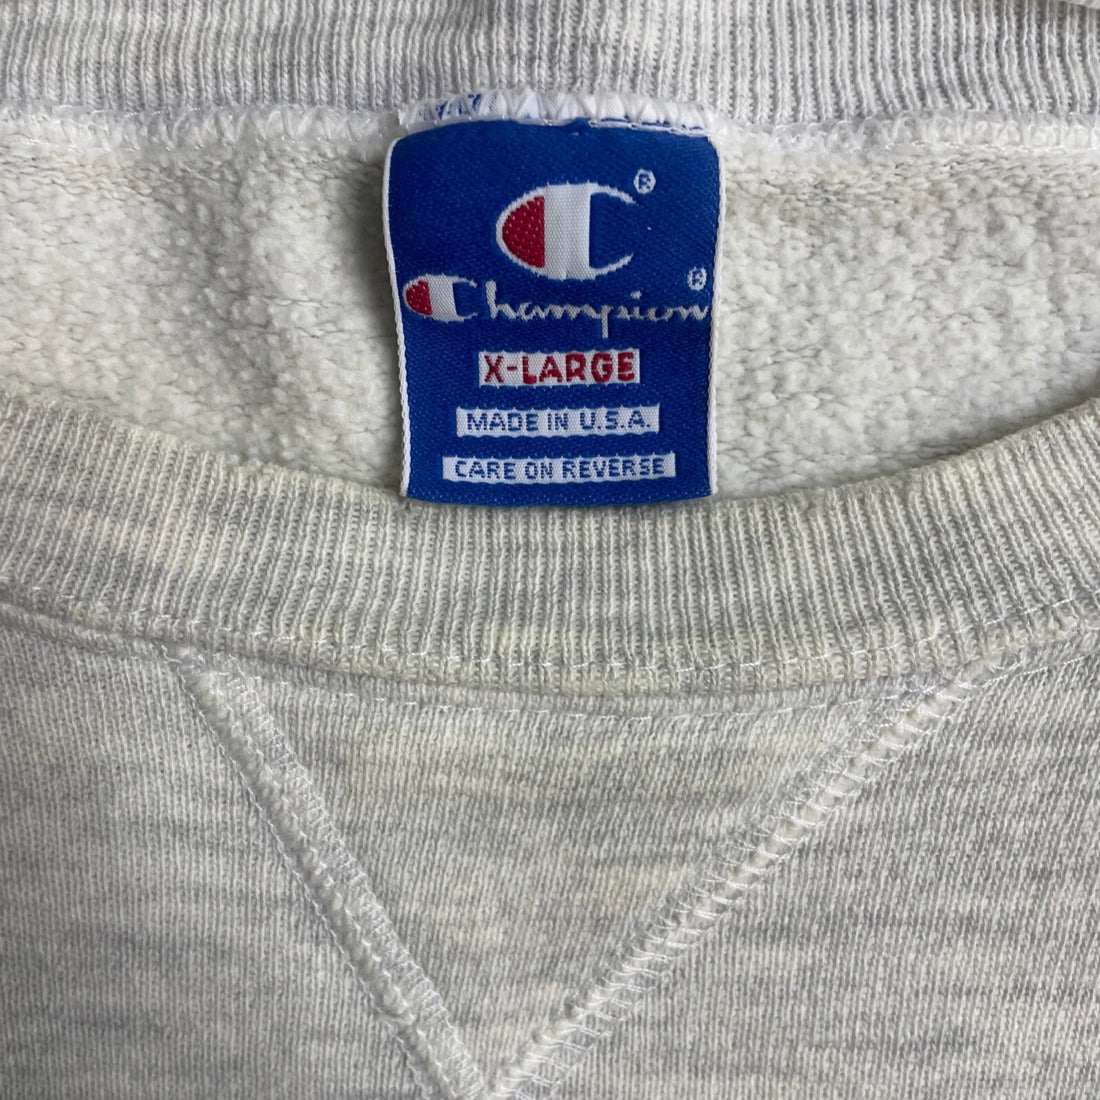 C®
Champion®
X-LARGE
MADE IN U.S.A.
CARE ON REVERSE